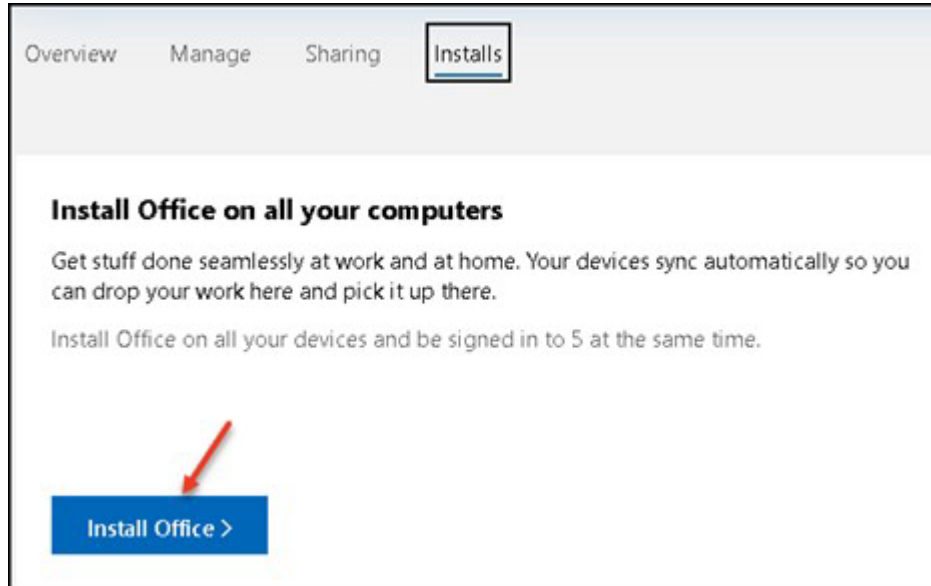 Overview Manage Sharing Installs
Install Office on all your computers
Get stuff done seamlessly at work and at home. Your devices sync automatically so you
can drop your work here and pick it up there.
Install Office on all your devices and be signed in to 5 at the same time.
Install Office >